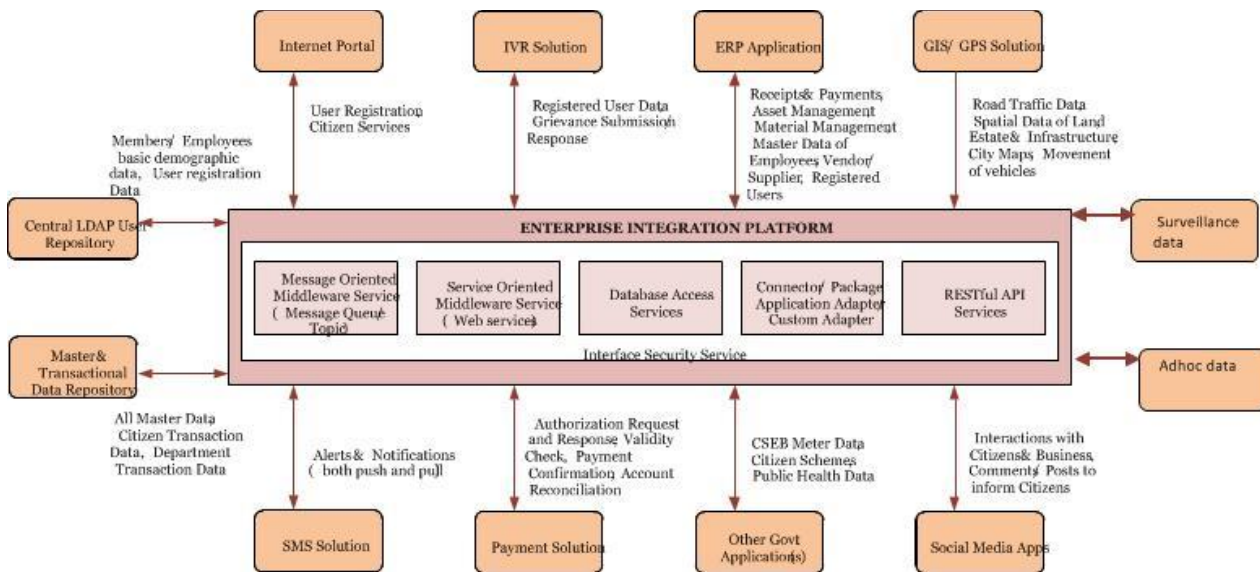 Internet Portal
IVR Solution
ERP Application
GIS/ GPS Solution
User Registration,
Citizen Services
Registered User Data,
Grievance Submission,
Response
Receipts& Payments,
Asset Management,
Material Management,
Master Data of
Employees, Vendor/
Supplier, Registered
Users
Road Traffic Data,
Spatial Data of Land,
Estate& Infrastructure,
City Maps, Movement
of vehicles
Members/ Employees
basic demographic
data, User registration
Data
Central LDAP User
Repository
Surveillance
data
ENTERPRISE INTEGRATION PLATFORM
Message Oriented
Middleware Service
( Message Queue/
Topic)
Service Oriented
Middleware Service
( Web services)
Database Access
Services
Connector/ Package
Application Adapter/
Custom Adapter
RESTful API
Services
Interface Security Service
Master&
Transactional
Data Repository
Adhoc data
All Master Data,
Citizen Transaction
Data, Department
Transaction Data
Alerts& Notifications
( both push and pull)
Authorization Request
and Response, Validity
Check, Payment
Confirmation, Account
Reconciliation
CSEB Meter Data,
Citizen Schemes,
Public Health Data
Interactions with
Citizens& Business,
Comments/ Posts to
inform Citizens
SMS Solution
Payment Solution
Other Govt
Application(s)
Social Media Apps